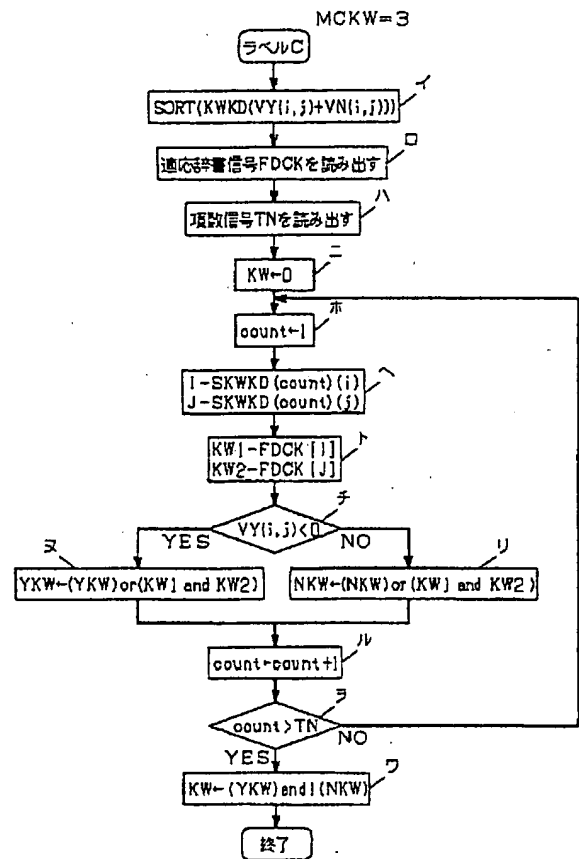 MCKW=3
ラベルC
イ
SORT(KWKD(VY(i,j)+VN(i,j)))
ロ
適応辞書信号FDCKを読み出す
ハ
項数信号TNを読み出す
ニ
KW←0
ホ
count←1
ヘ
I-SKWKD(count)(i)
J-SKWKD(count)(j)
ト
KW1-FDCK[I]
KW2-FDCK[J]
チ
VY(i,j)<0
YES
NO
ヌ
リ
YKW←(YKW)or(KW1 and KW2)
NKW←(NKW)or(KW1 and KW2)
ル
count←count+1
ヲ
count>TN
NO
YES
ワ
KW←(YKW)and!(NKW)
終了